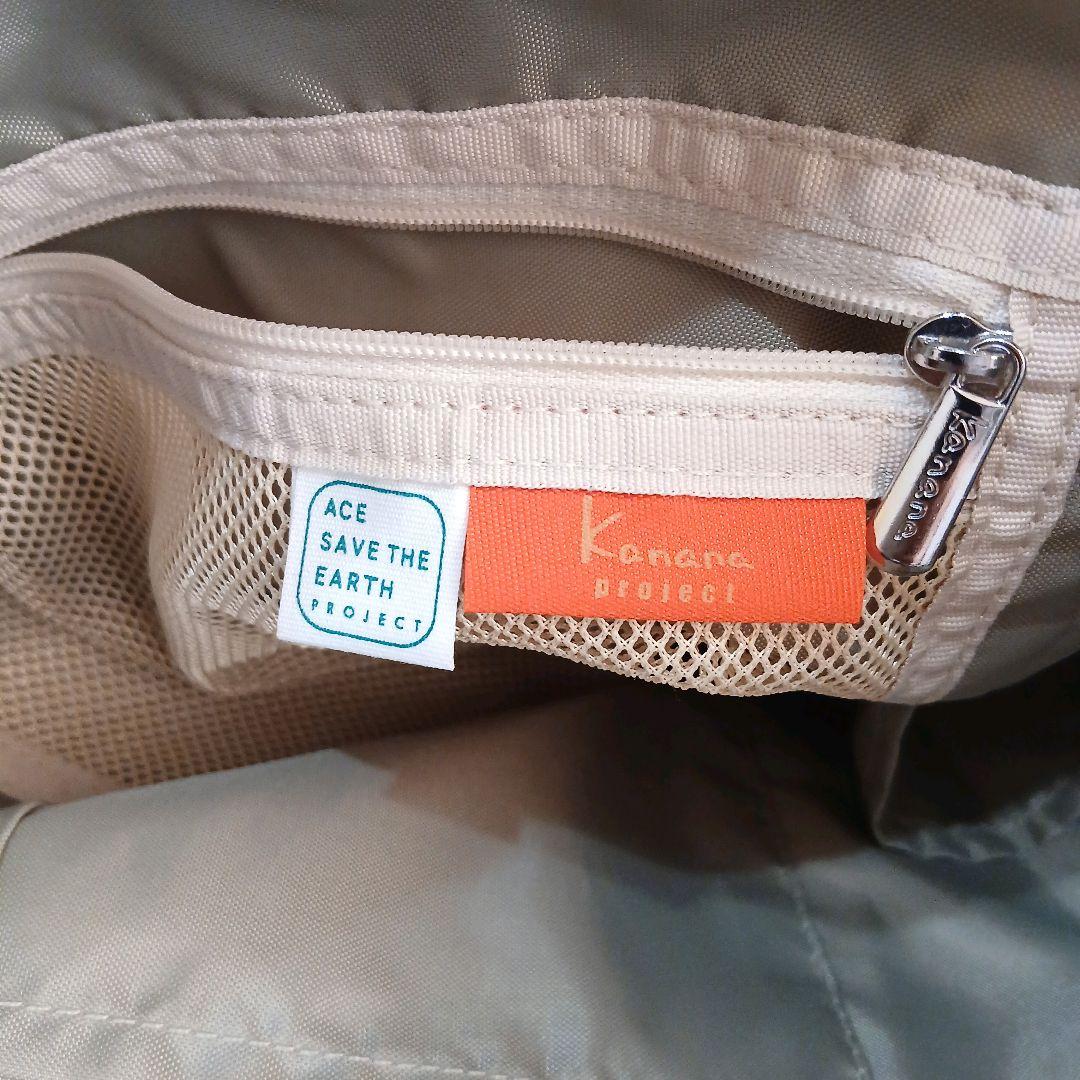 ACE
SAVE THE
EARTH
PROJECT
Kanana
project
Kanana